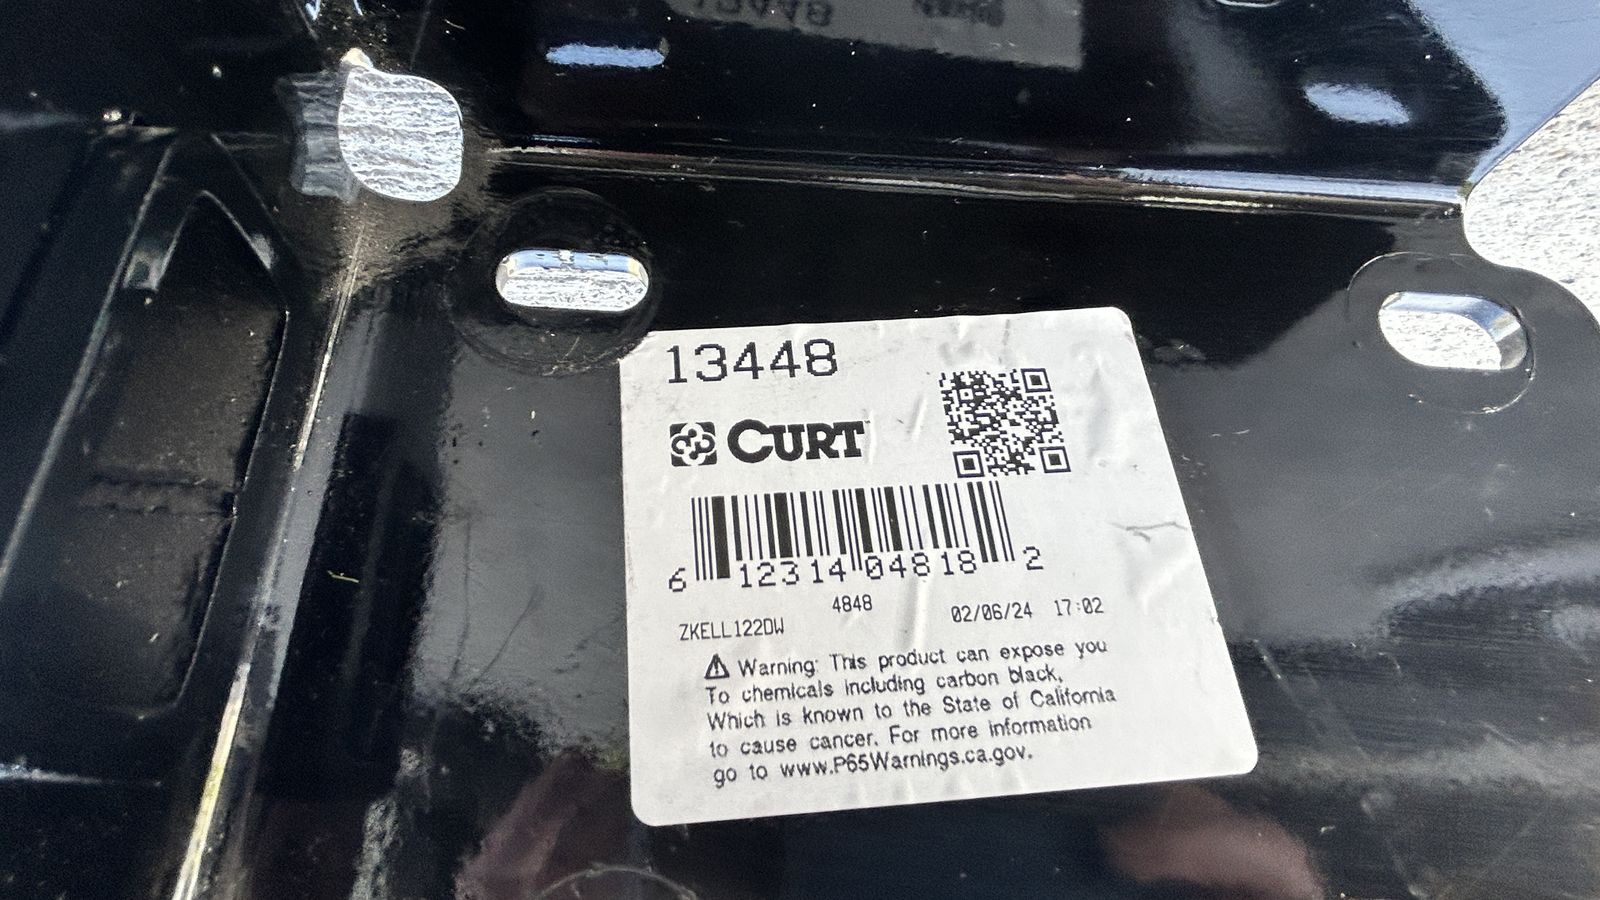 13448
CURT
6 12314 04818 2
4848
ZKELL122DW
02/06/24 17:02
⚠ Warning: This product can expose you
To chemicals including carbon black,
Which is known to the State of California
to cause cancer. For more information
go to www.P65Warnings.ca.gov.